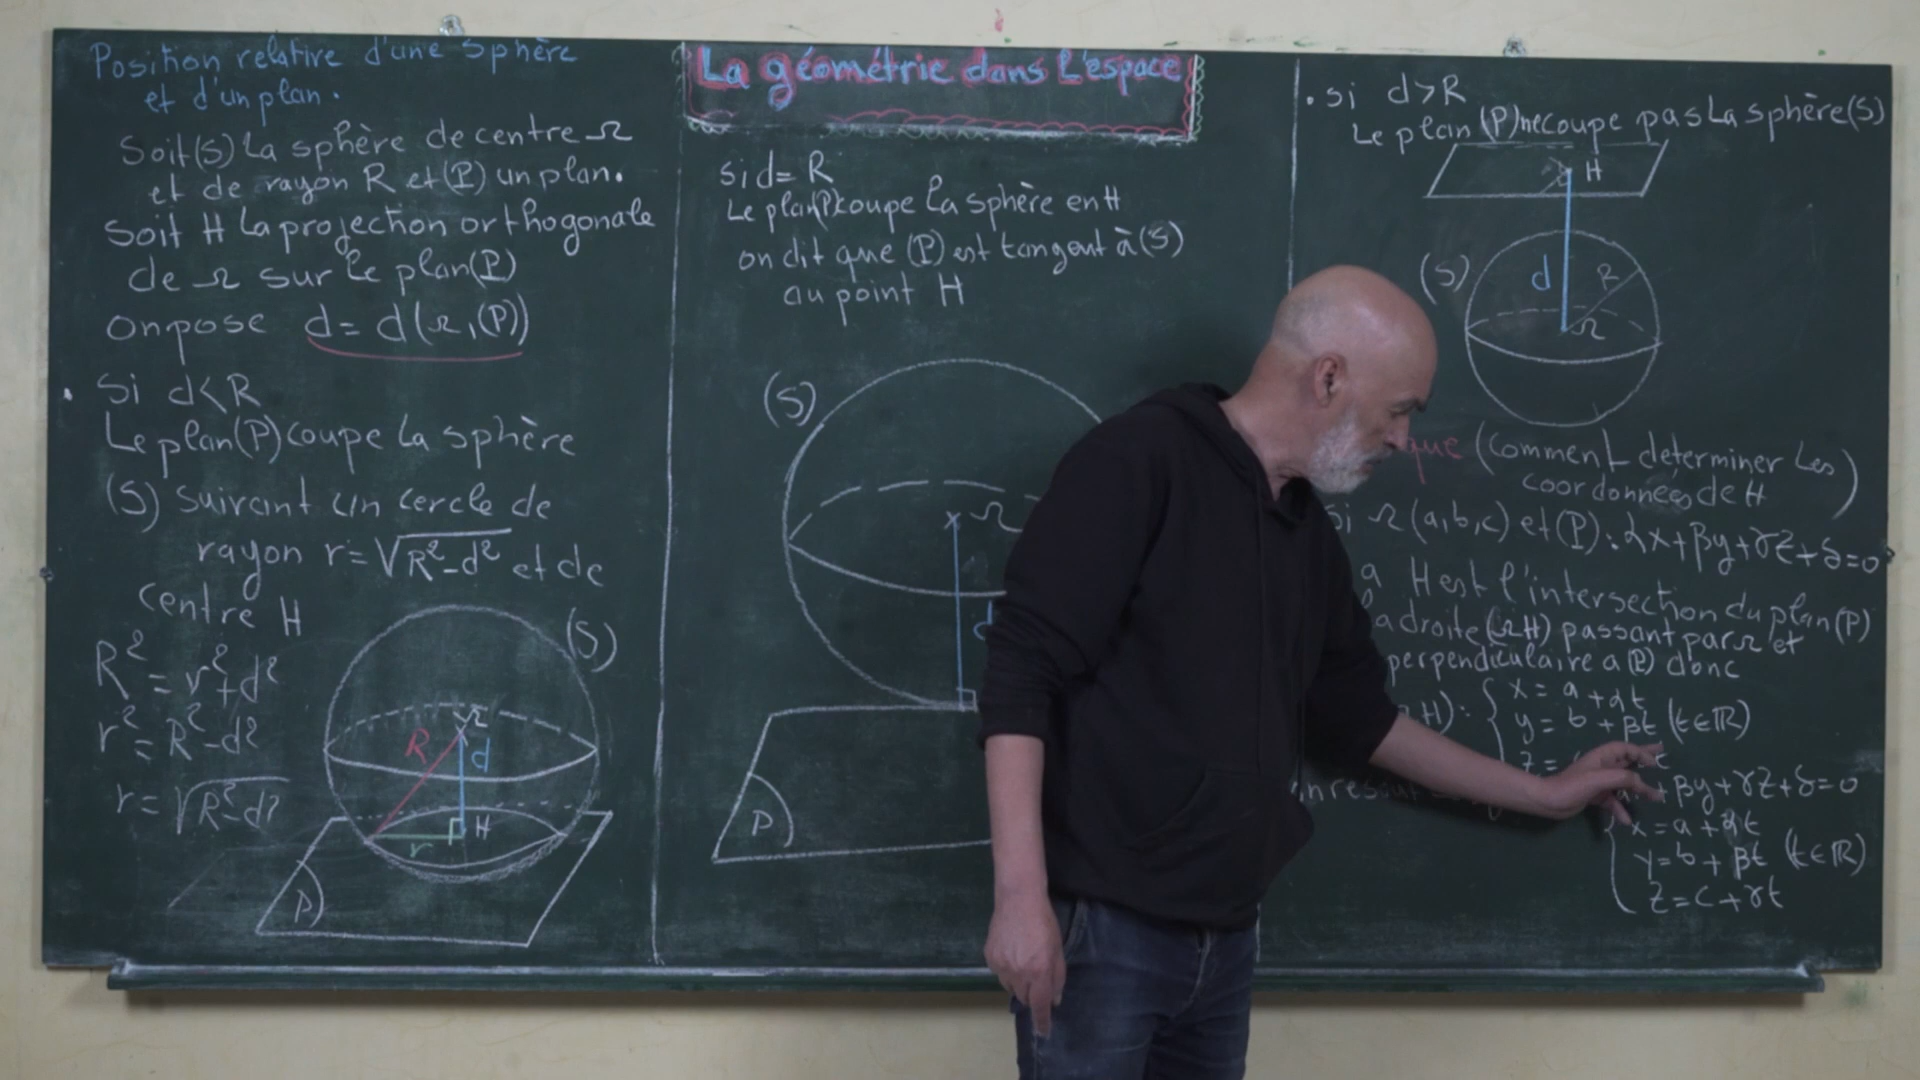 Position relative d'une Sphère
et d'un plan.
Soit (S) La sphère de centre Ω
et de rayon R et (P) un plan.
Soit H La projection orthogonale
de Ω sur le plan (P)
on pose d = d(Ω,(P))
. Si d<R
Le plan (P) coupe la sphère
(S) suivant un cercle de
rayon r=√R²-d² et de
centre H
R² = r²+d²
r² = R²-d²
r = √R²-d²
(S)
Ω
R
d
H
r
P
La géométrie dans L'espace
si d= R
Le plan (P) coupe la sphère en H
on dit que (P) est tangent à (S)
au point H
(S)
Ω
d
P
. si d>R
Le plan (P) ne coupe pas La sphère (S)
H
(S)
d
R
Ω
que (comment determiner Les
coordonnées de H)
Si Ω(a,b,c) et (P): αx+βy+γz+δ=0
a H est l'intersection du plan (P)
a droite (ΩH) passant par Ω et
perpendiculaire a (P) donc
H): { x = a + αt
y = b + βt (t∈ℝ)
z =
+ βy+γz+δ=0
x = a + αt
y = b + βt (t∈ℝ)
z = c + γt